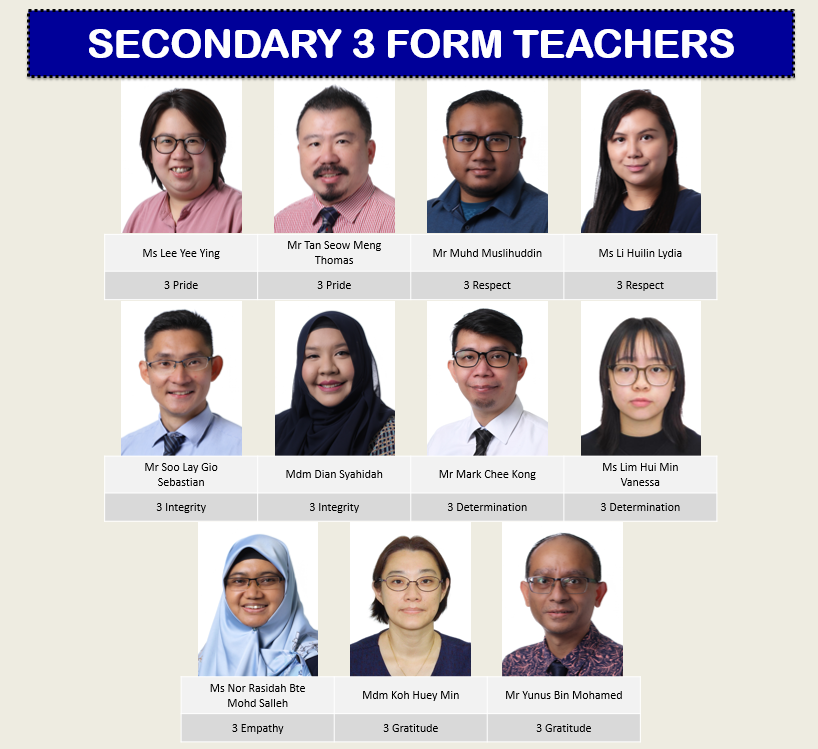 SECONDARY 3 FORM TEACHERS
Ms Lee Yee Ying
Mr Tan Seow Meng
Thomas
Mr Muhd Muslihuddin
Ms Li Huilin Lydia
3 Pride
3 Pride
3 Respect
3 Respect
Mr Soo Lay Gio
Sebastian
Mdm Dian Syahidah
Mr Mark Chee Kong
Ms Lim Hui Min
Vanessa
3 Integrity
3 Integrity
3 Determination
3 Determination
Ms Nor Rasidah Bte
Mohd Salleh
Mdm Koh Huey Min
Mr Yunus Bin Mohamed
3 Empathy
3 Gratitude
3 Gratitude